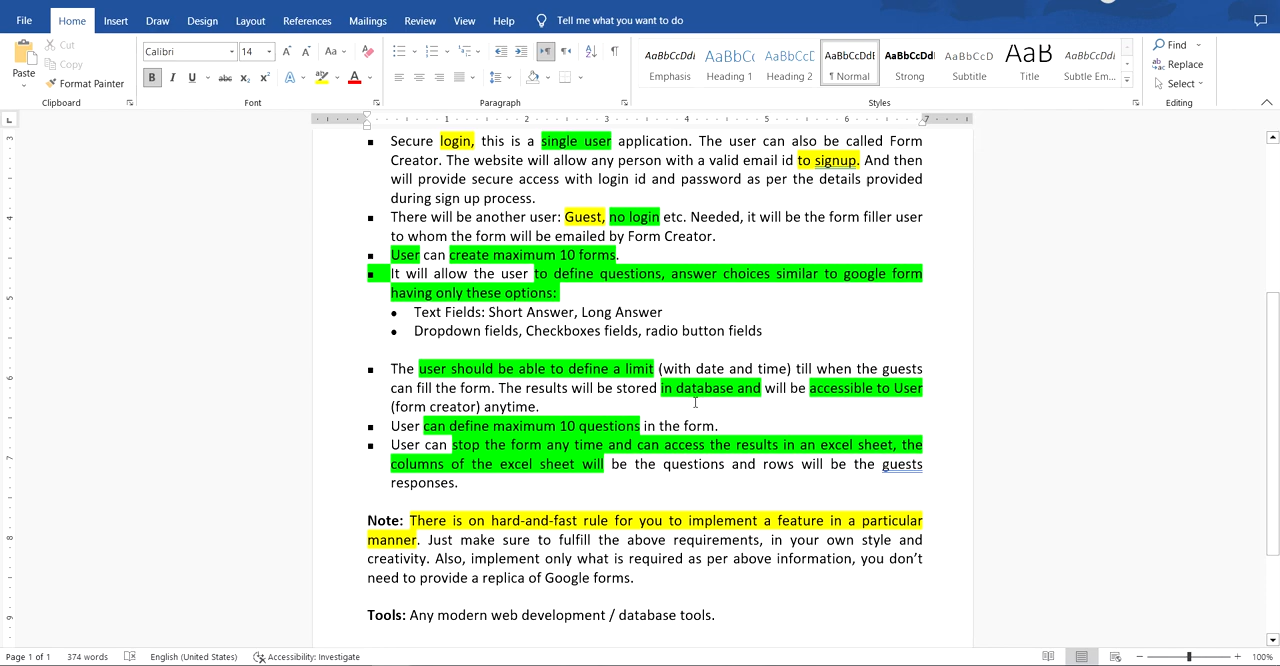 File Home Insert Draw Design Layout References Mailings Review View Help Tell me what you want to do
Cut
Copy
Paste
Format Painter
Calibri 14
Clipboard
Font
Paragraph
AaBbCcDdI AaBbCc AaBbCcD AaBbCcDdE AaBbCcDdI AaBbCcD AaB AaBbCcDdI
Emphasis Heading 1 Heading 2 ¶ Normal Strong Subtitle Title Subtle Em...
Styles
Find
Replace
Select
Editing
1 2 3 4 5 6 7
Secure login, this is a single user application. The user can also be called Form
Creator. The website will allow any person with a valid email id to signup. And then
will provide secure access with login id and password as per the details provided
during sign up process.
There will be another user: Guest, no login etc. Needed, it will be the form filler user
to whom the form will be emailed by Form Creator.
User can create maximum 10 forms.
It will allow the user to define questions, answer choices similar to google form
having only these options:
Text Fields: Short Answer, Long Answer
Dropdown fields, Checkboxes fields, radio button fields
The user should be able to define a limit (with date and time) till when the guests
can fill the form. The results will be stored in database and will be accessible to User
(form creator) anytime.
User can define maximum 10 questions in the form.
User can stop the form any time and can access the results in an excel sheet, the
columns of the excel sheet will be the questions and rows will be the guests
responses.
Note: There is on hard-and-fast rule for you to implement a feature in a particular
manner. Just make sure to fulfill the above requirements, in your own style and
creativity. Also, implement only what is required as per above information, you don't
need to provide a replica of Google forms.
Tools: Any modern web development / database tools.
Page 1 of 1 374 words English (United States) Accessibility: Investigate 100%